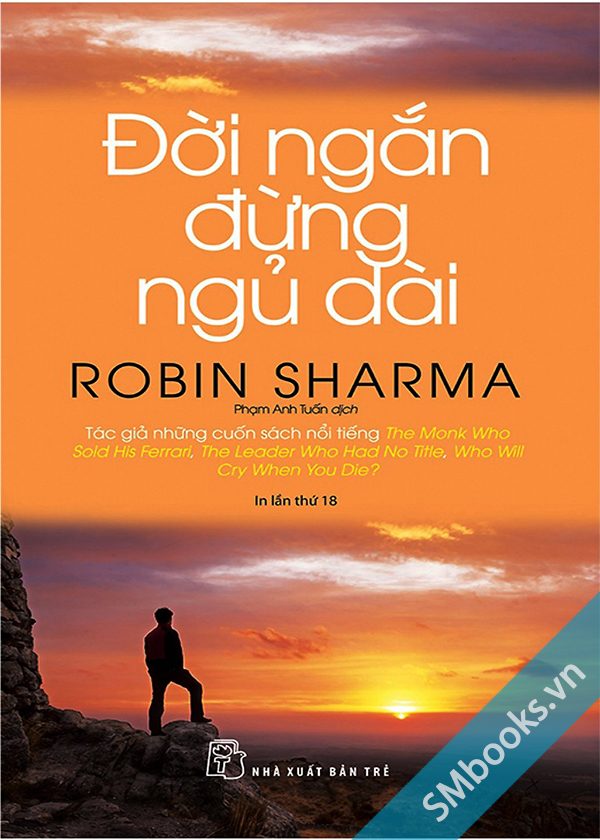 Đời ngắn
đừng
ngủ dài
ROBIN SHARMA
Phạm Anh Tuấn dịch
Tác giả những cuốn sách nổi tiếng The Monk Who
Sold His Ferrari, The Leader Who Had No Title, Who Will
Cry When You Die?
In lần thứ 18
NHÀ XUẤT BẢN TRẺ
SMbooks.vn